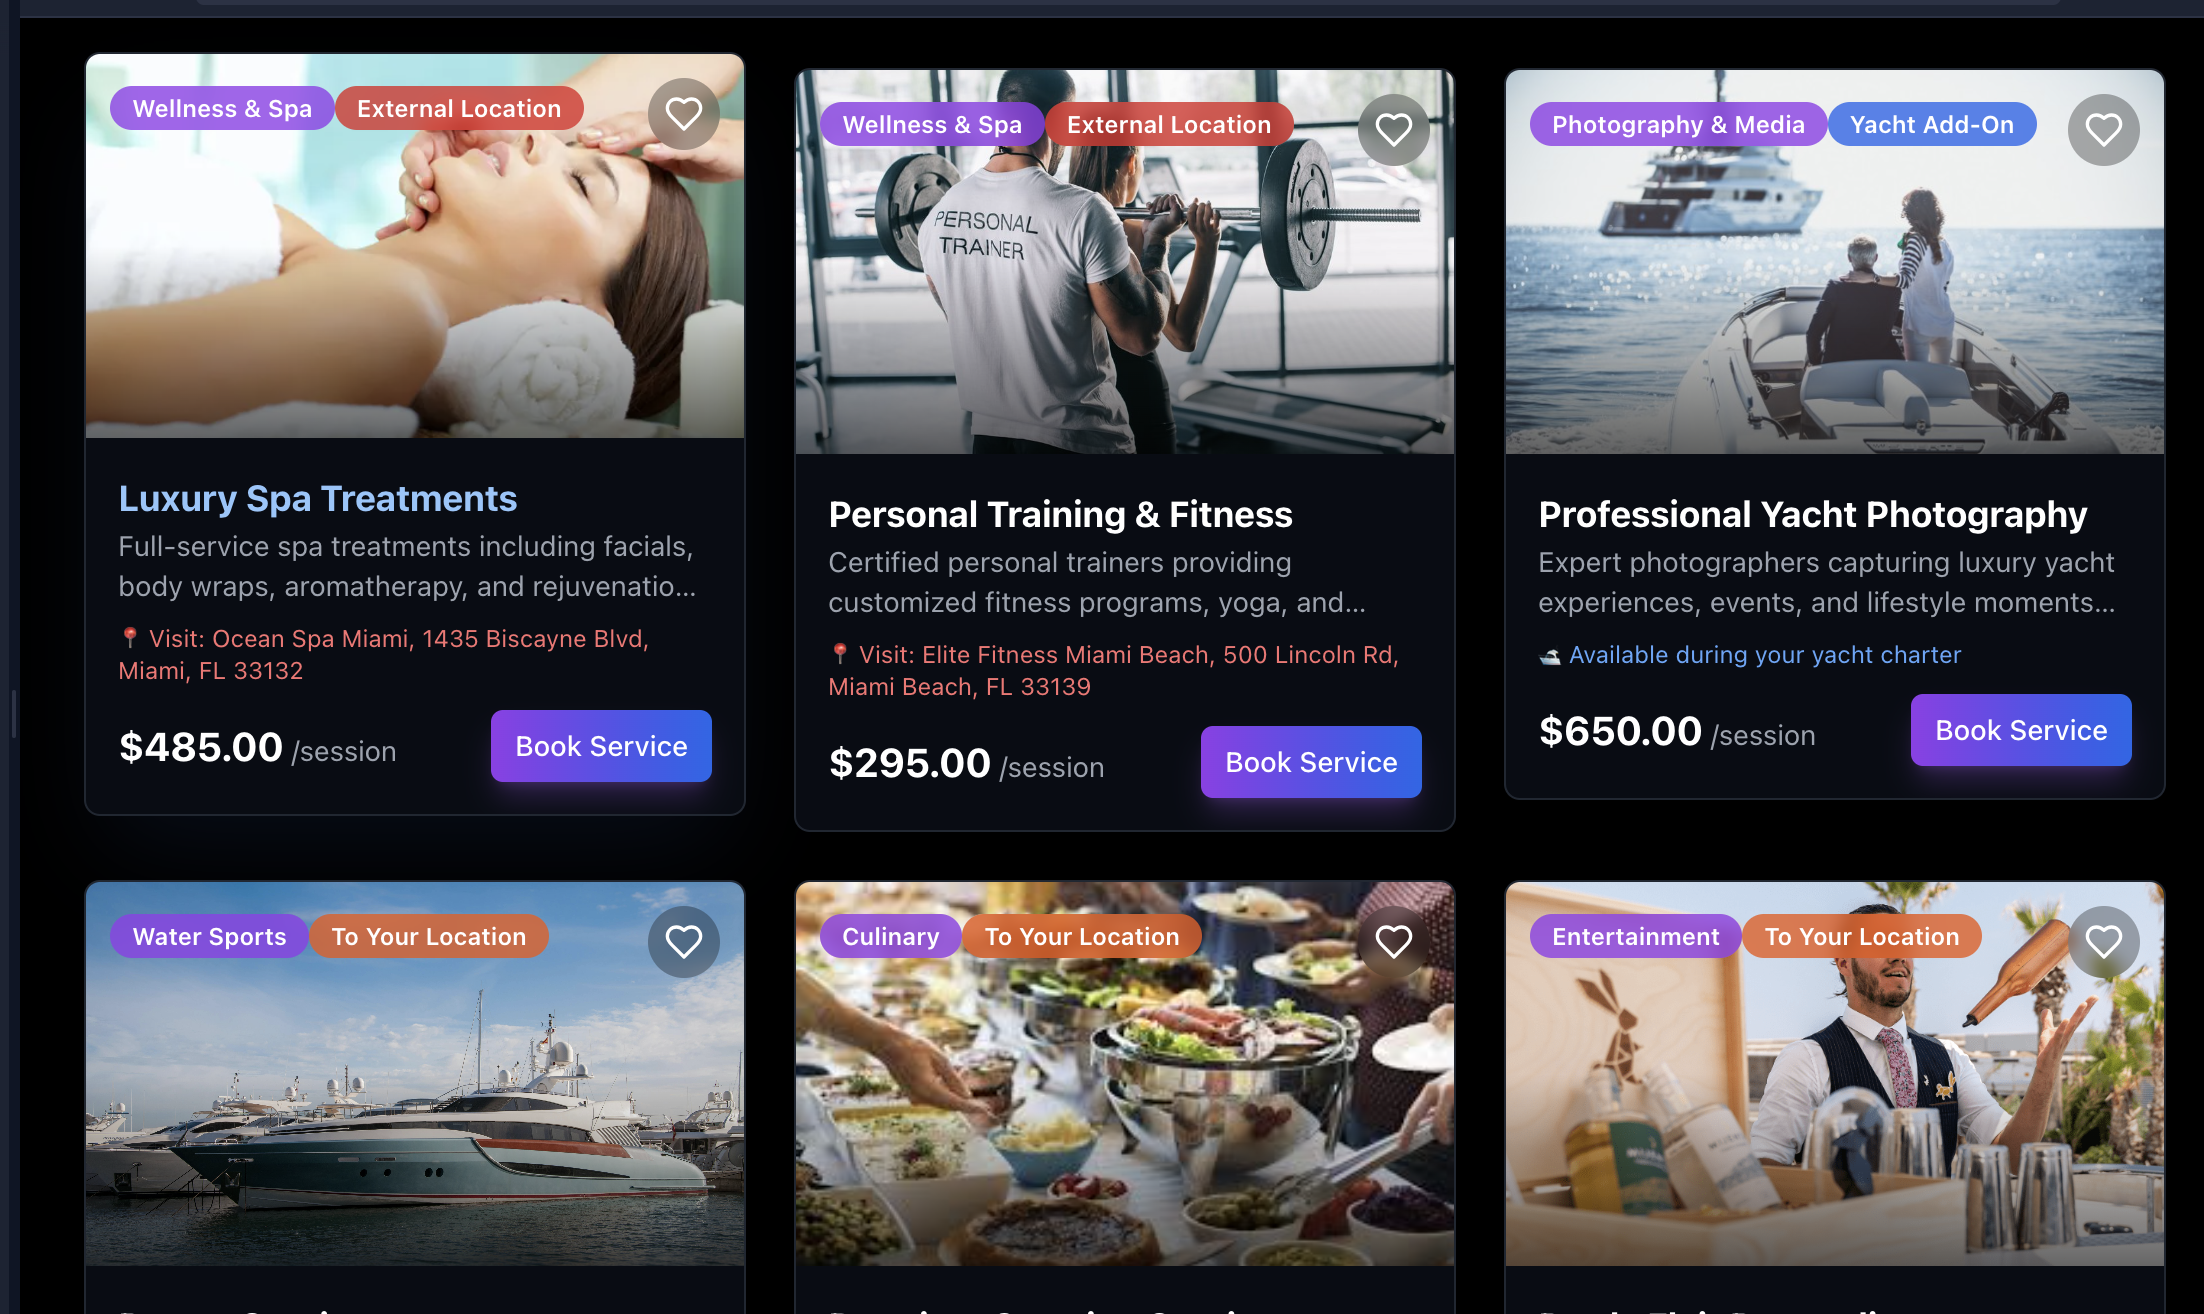 Wellness & Spa
External Location
Wellness & Spa
External Location
Photography & Media
Yacht Add-On
PERSONAL
TRAINER
Luxury Spa Treatments
Full-service spa treatments including facials,
body wraps, aromatherapy, and rejuvenatio...
Visit: Ocean Spa Miami, 1435 Biscayne Blvd,
Miami, FL 33132
$485.00 /session
Book Service
Personal Training & Fitness
Certified personal trainers providing
customized fitness programs, yoga, and...
Visit: Elite Fitness Miami Beach, 500 Lincoln Rd,
Miami Beach, FL 33139
$295.00 /session
Book Service
Professional Yacht Photography
Expert photographers capturing luxury yacht
experiences, events, and lifestyle moments...
Available during your yacht charter
$650.00 /session
Book Service
Water Sports
To Your Location
Culinary
To Your Location
Entertainment
To Your Location